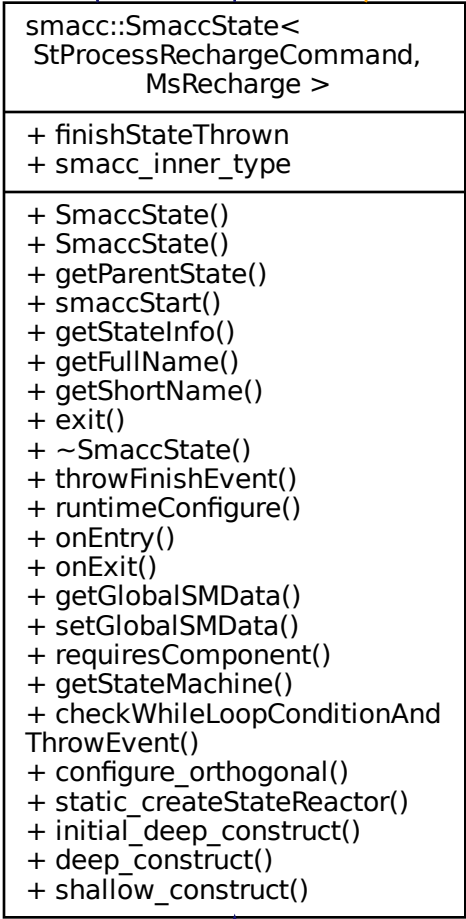 smacc::SmaccState<
StProcessRechargeCommand,
MsRecharge >
+ finishStateThrown
+ smacc_inner_type
+ SmaccState()
+ SmaccState()
+ getParentState()
+ smaccStart()
+ getStateInfo()
+ getFullName()
+ getShortName()
+ exit()
+ ~SmaccState()
+ throwFinishEvent()
+ runtimeConfigure()
+ onEntry()
+ onExit()
+ getGlobalSMData()
+ setGlobalSMData()
+ requiresComponent()
+ getStateMachine()
+ checkWhileLoopConditionAnd
ThrowEvent()
+ configure_orthogonal()
+ static_createStateReactor()
+ initial_deep_construct()
+ deep_construct()
+ shallow_construct()